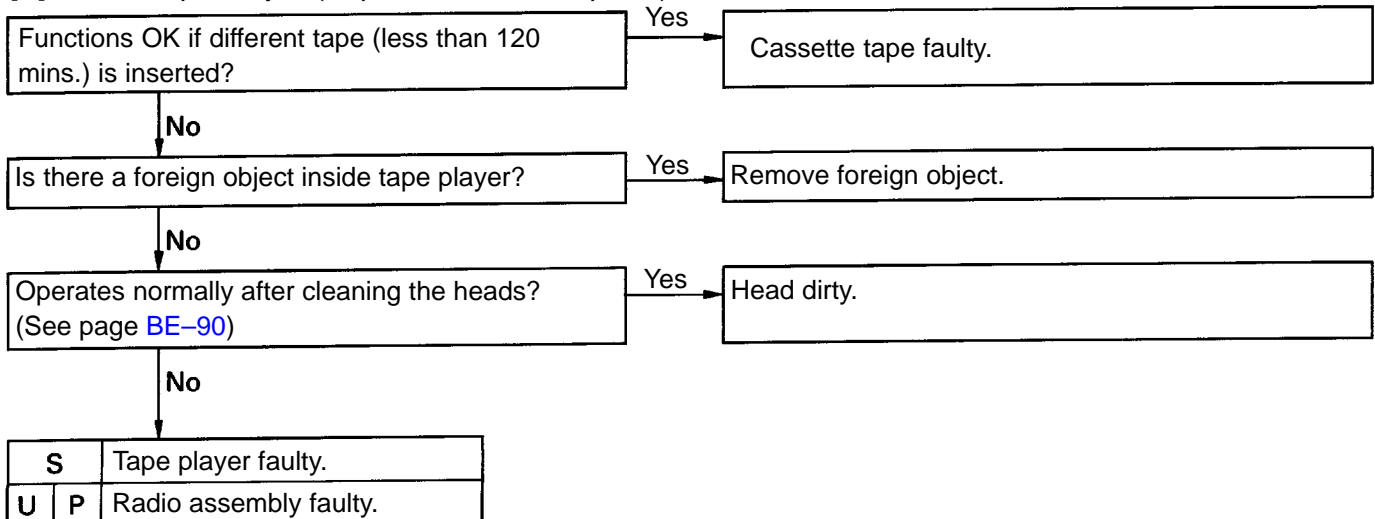 Yes
Functions OK if different tape (less than 120
mins.) is inserted?
Cassette tape faulty.
No
Is there a foreign object inside tape player?
Yes
Remove foreign object.
No
Operates normally after cleaning the heads?
(See page BE–90)
Yes
Head dirty.
No
S Tape player faulty.
U P Radio assembly faulty.